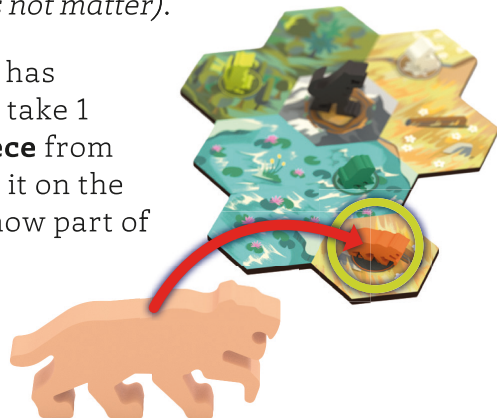 s not matter).
has
take 1
ece from
it on the
now part of